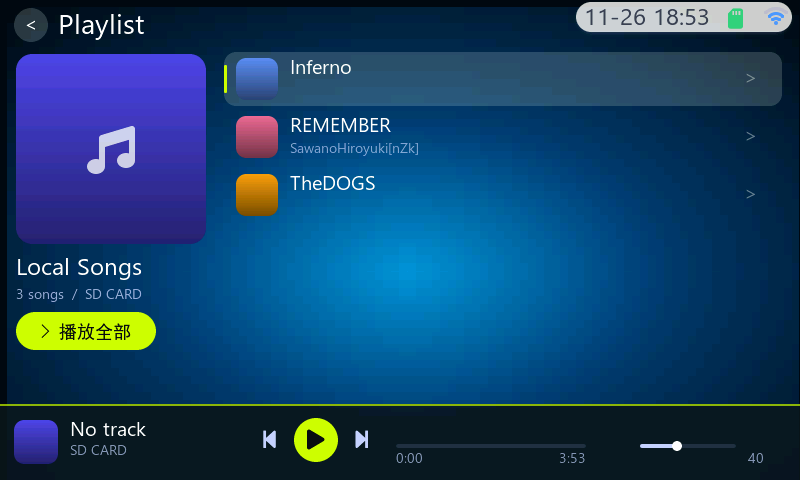 < Playlist
11-26 18:53
Inferno
>
REMEMBER
SawanoHiroyuki[nZk]
>
TheDOGS
>
Local Songs
3 songs / SD CARD
> 播放全部
No track
SD CARD
0:00
3:53
40